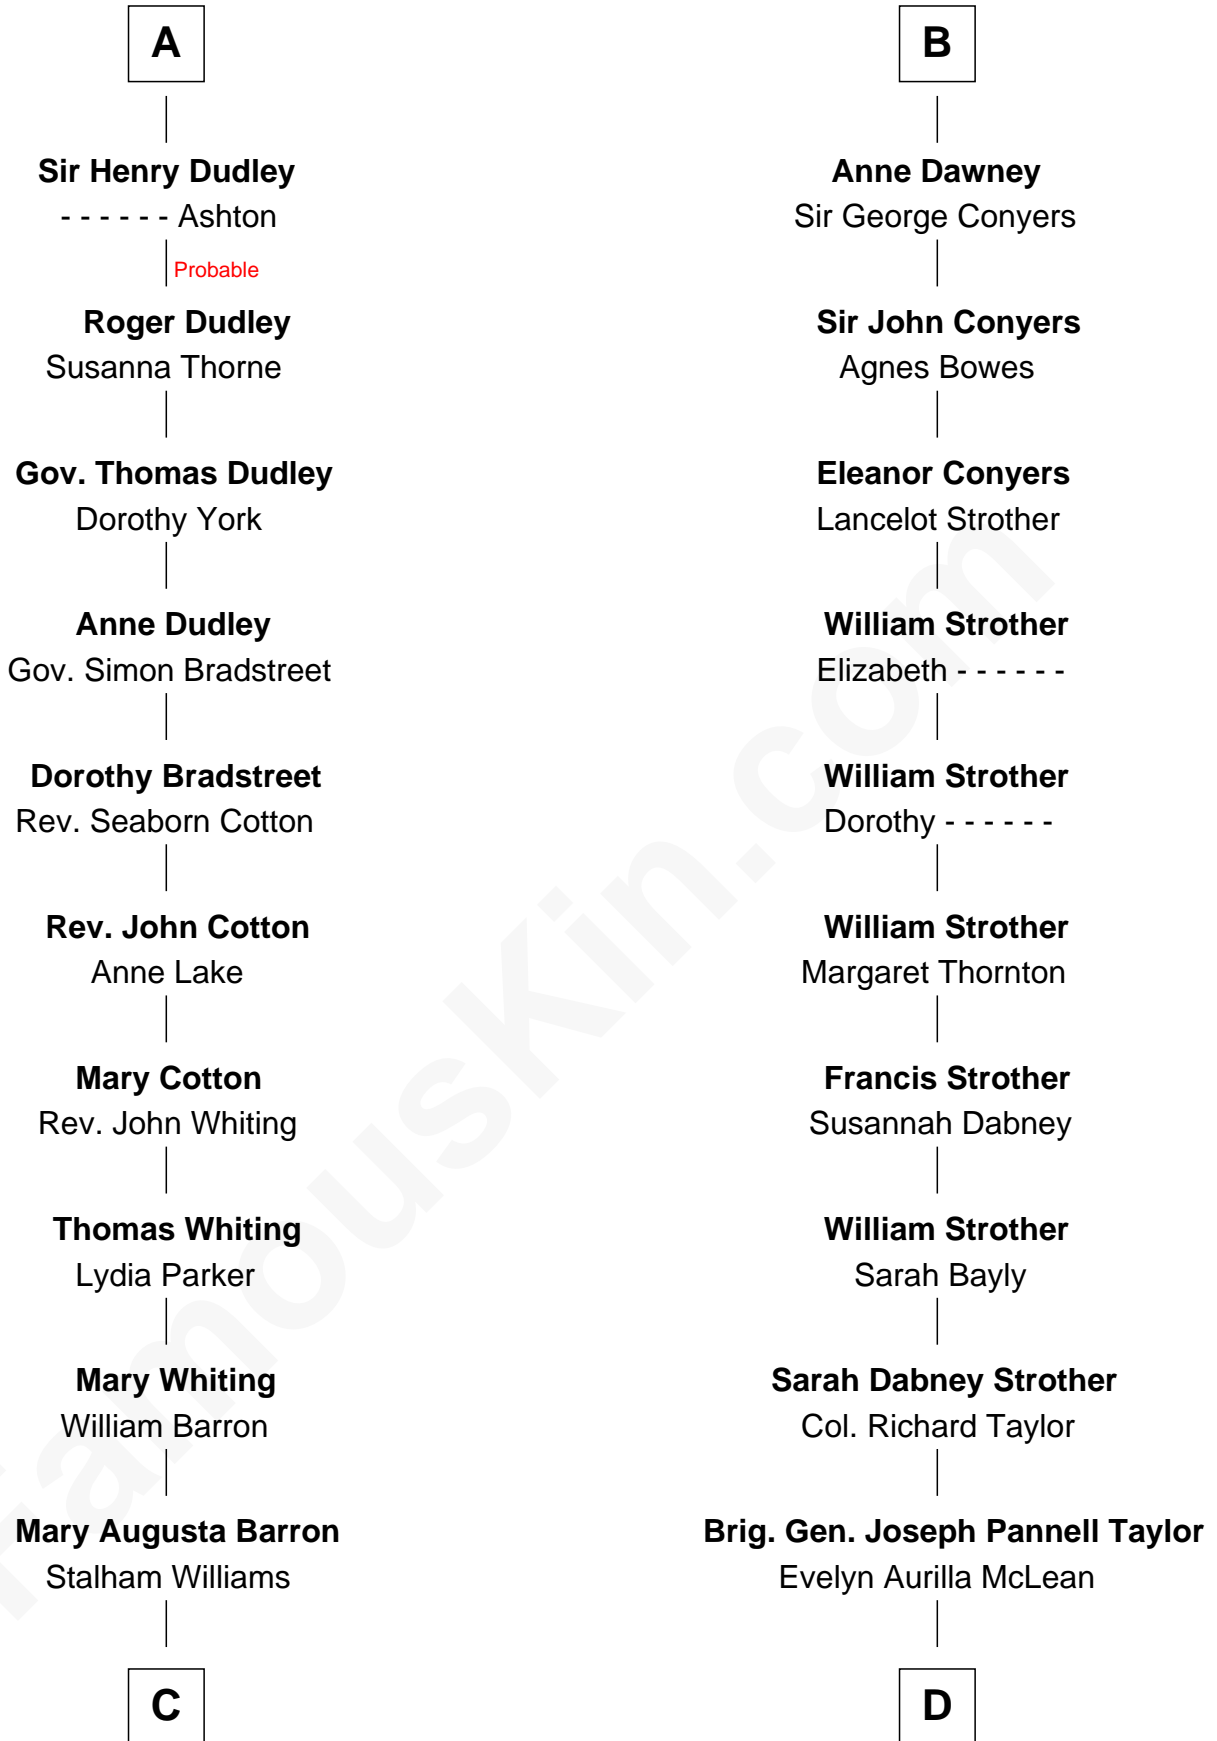 A
Sir Henry Dudley
- - - - - - Ashton
Probable
Roger Dudley
Susanna Thorne
Gov. Thomas Dudley
Dorothy York
Anne Dudley
Gov. Simon Bradstreet
Dorothy Bradstreet
Rev. Seaborn Cotton
Rev. John Cotton
Anne Lake
Mary Cotton
Rev. John Whiting
Thomas Whiting
Lydia Parker
Mary Whiting
William Barron
Mary Augusta Barron
Stalham Williams
C
B
Anne Dawney
Sir George Conyers
Sir John Conyers
Agnes Bowes
Eleanor Conyers
Lancelot Strother
William Strother
Elizabeth - - - - - -
William Strother
Dorothy - - - - - -
William Strother
Margaret Thornton
Francis Strother
Susannah Dabney
William Strother
Sarah Bayly
Sarah Dabney Strother
Col. Richard Taylor
Brig. Gen. Joseph Pannell Taylor
Evelyn Aurilla McLean
D
FamousKin.com